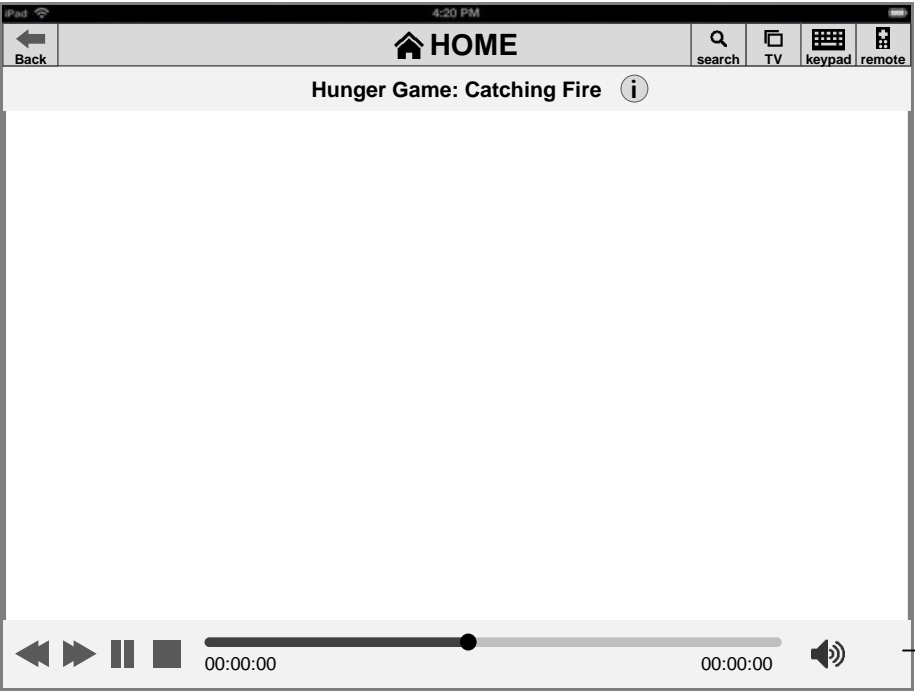 iPad 4:20 PM
Back HOME search TV keypad remote
Hunger Game: Catching Fire i
00:00:00 00:00:00